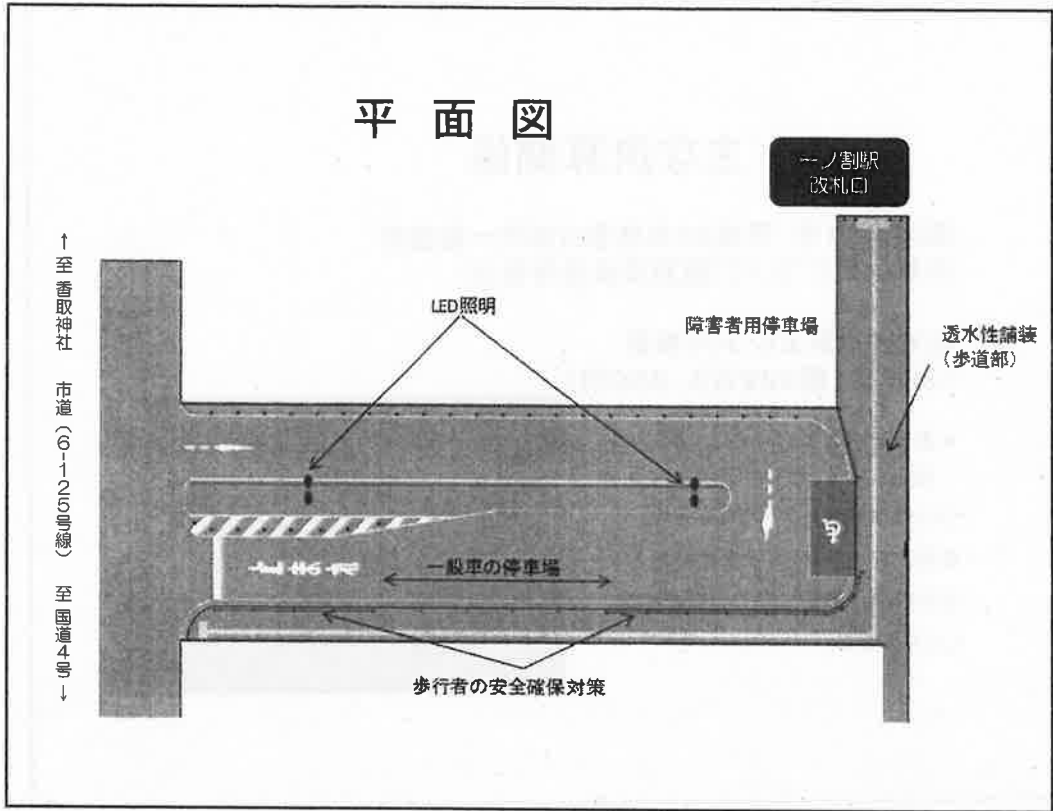 平面図
一ノ割駅
改札口
LED照明
障害者用停車場
透水性舗装
(歩道部)
↑至 香取神社 市道(6-125号線) 至 国道4号→
一般車の停車場
歩行者の安全確保対策